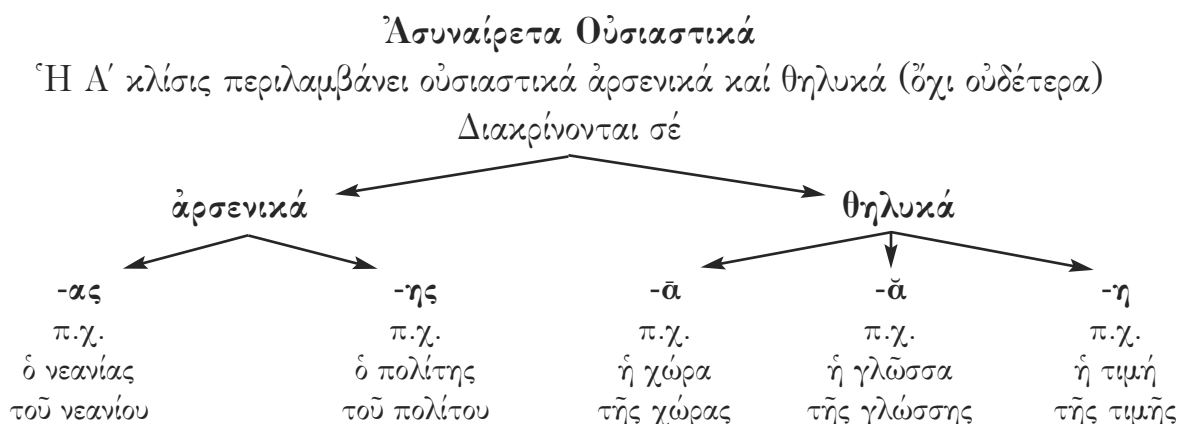 Ἀσυναίρετα Οὐσιαστικά
Ἡ Α΄ κλίσις περιλαμβάνει οὐσιαστικά ἀρσενικά καί θηλυκά (ὄχι οὐδέτερα)
Διακρίνονται σέ
ἀρσενικά θηλυκά
-ας -ης -ᾱ -ᾰ -η
π.χ. π.χ. π.χ. π.χ. π.χ.
ὁ νεανίας ὁ πολίτης ἡ χώρα ἡ γλῶσσα ἡ τιμή
τοῦ νεανίου τοῦ πολίτου τῆς χώρας τῆς γλώσσης τῆς τιμῆς